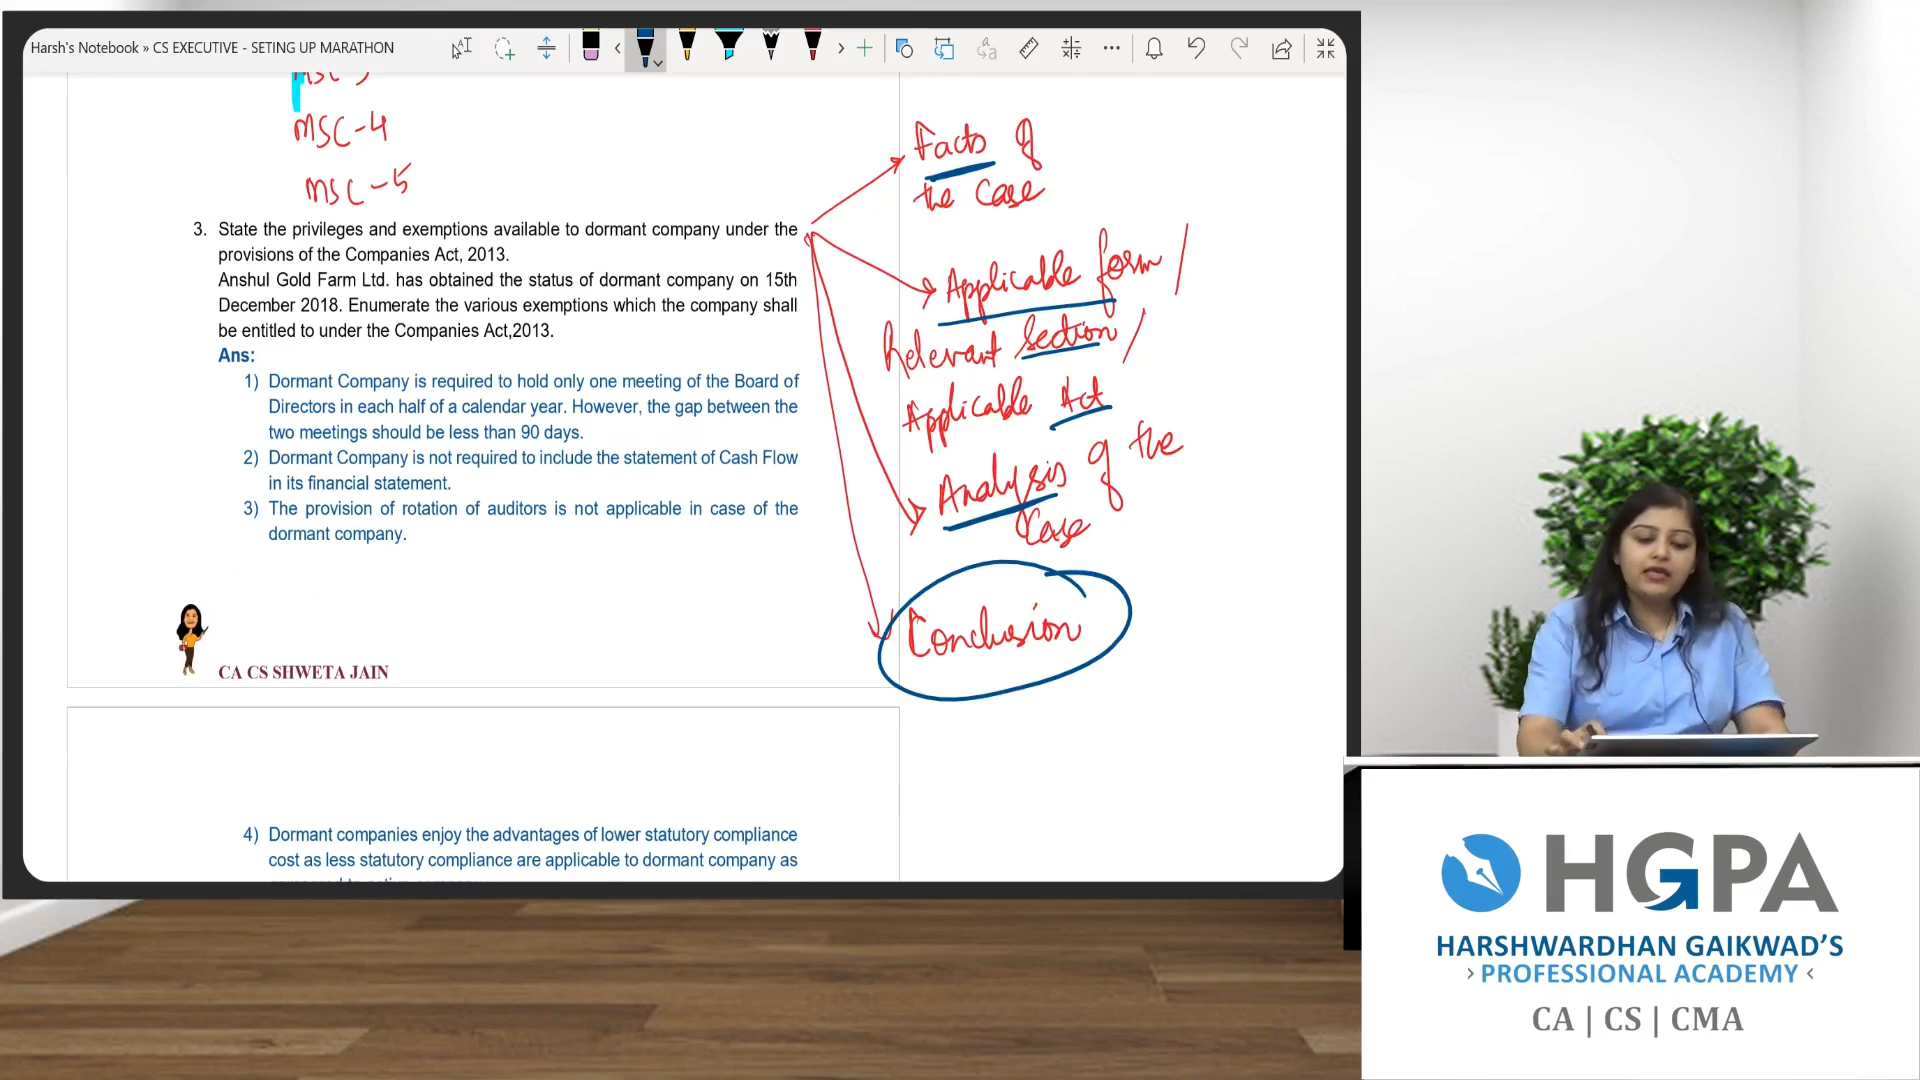 Harsh's Notebook » CS EXECUTIVE - SETING UP MARATHON
MSC-4
MSC-5
3. State the privileges and exemptions available to dormant company under the
provisions of the Companies Act, 2013.
Anshul Gold Farm Ltd. has obtained the status of dormant company on 15th
December 2018. Enumerate the various exemptions which the company shall
be entitled to under the Companies Act,2013.
Ans:
1) Dormant Company is required to hold only one meeting of the Board of
Directors in each half of a calendar year. However, the gap between the
two meetings should be less than 90 days.
2) Dormant Company is not required to include the statement of Cash Flow
in its financial statement.
3) The provision of rotation of auditors is not applicable in case of the
dormant company.
CA CS SHWETA JAIN
4) Dormant companies enjoy the advantages of lower statutory compliance
cost as less statutory compliance are applicable to dormant company as
Facts of
the Case
Applicable form /
Relevant Section /
Applicable Act
Analysis of the
Case
Conclusion
HGPA
HARSHWARDHAN GAIKWAD'S
› PROFESSIONAL ACADEMY ‹
CA | CS | CMA